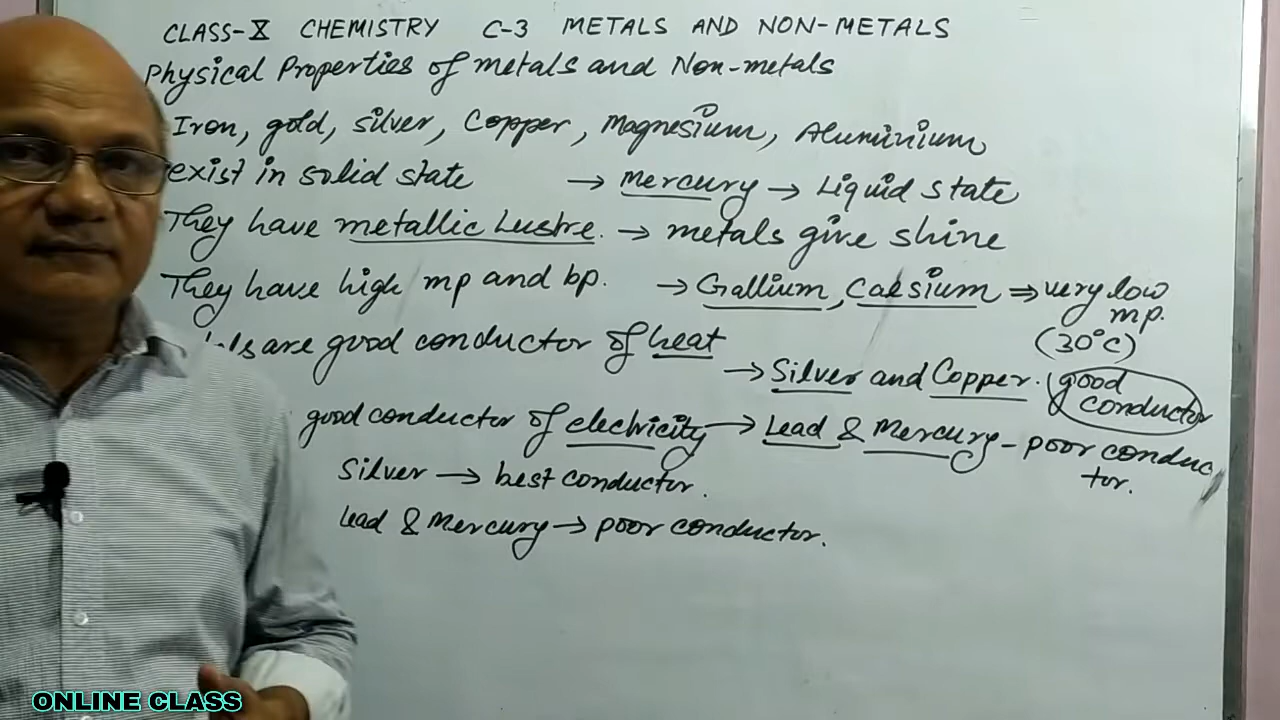 CLASS-X CHEMISTRY C-3 METALS AND NON-METALS
Physical Properties of metals and Non-metals
Iron, gold, silver, Copper, Magnesium, Aluminium
exist in solid state → Mercury → Liquid state
They have metallic Lustre. → metals give shine
They have high mp and bp. → Gallium, Caesium ⇒ very low
mp.
(30°C)
are good conductor of heat
→ Silver and Copper. good
conductor
good conductor of electricity → Lead & Mercury - poor conduc
tor.
Silver → best conductor.
Lead & Mercury → poor conductor.
ONLINE CLASS